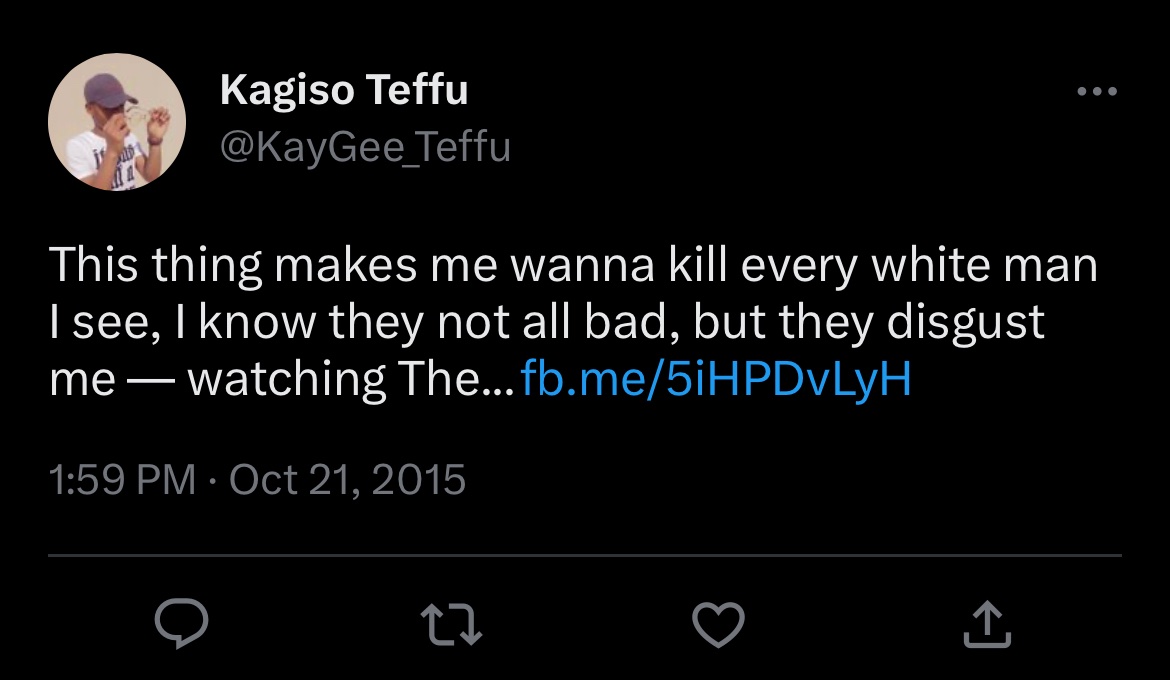 Kagiso Teffu
@KayGee_Teffu
This thing makes me wanna kill every white man
I see, I know they not all bad, but they disgust
me — watching The... fb.me/5iHPDvLyH
1:59 PM · Oct 21, 2015